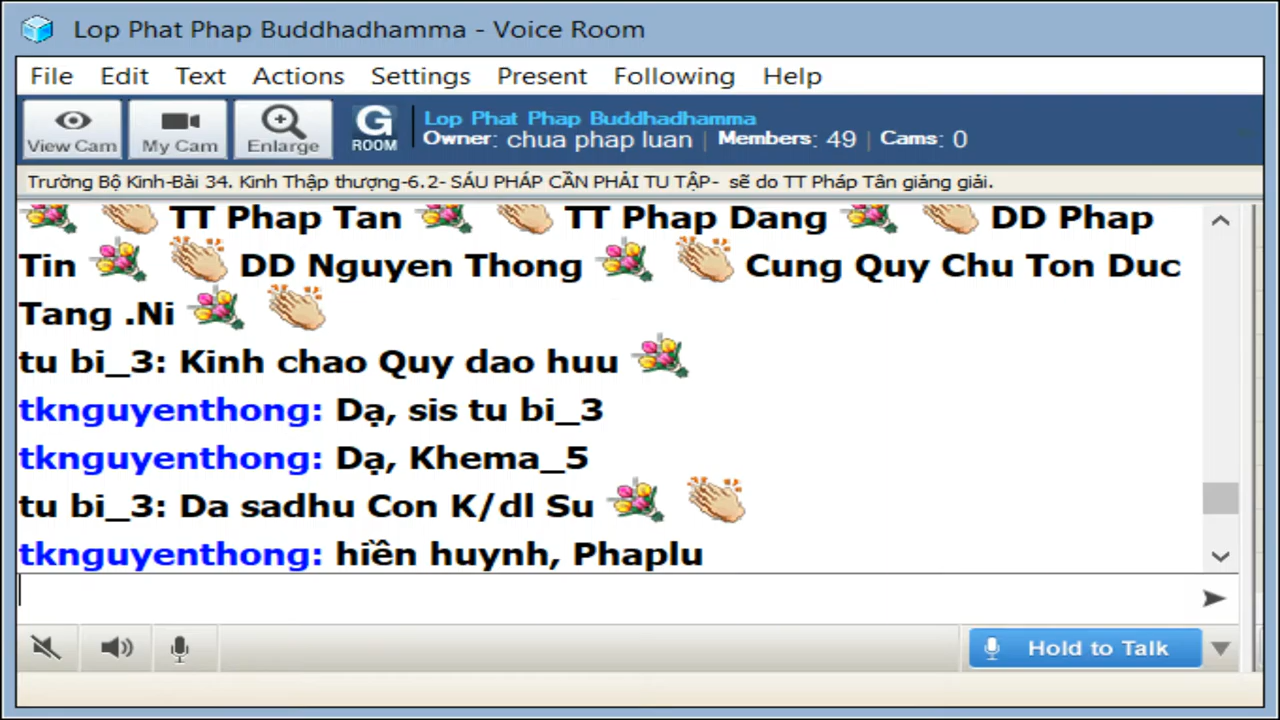 Lop Phat Phap Buddhadhamma - Voice Room
File Edit Text Actions Settings Present Following Help
View Cam My Cam Enlarge G ROOM
Lop Phat Phap Buddhadhamma
Owner: chua phap luan | Members: 49 | Cams: 0
Trường Bộ Kinh-Bài 34. Kinh Thập thượng-6.2- SÁU PHÁP CẦN PHẢI TU TẬP- sẽ do TT Pháp Tân giảng giải.
TT Phap Tan TT Phap Dang DD Phap
Tin DD Nguyen Thong Cung Quy Chu Ton Duc
Tang .Ni
tu bi_3: Kinh chao Quy dao huu
tknguyenthong: Dạ, sis tu bi_3
tknguyenthong: Dạ, Khema_5
tu bi_3: Da sadhu Con K/dl Su
tknguyenthong: hiền huynh, Phaplu
Hold to Talk